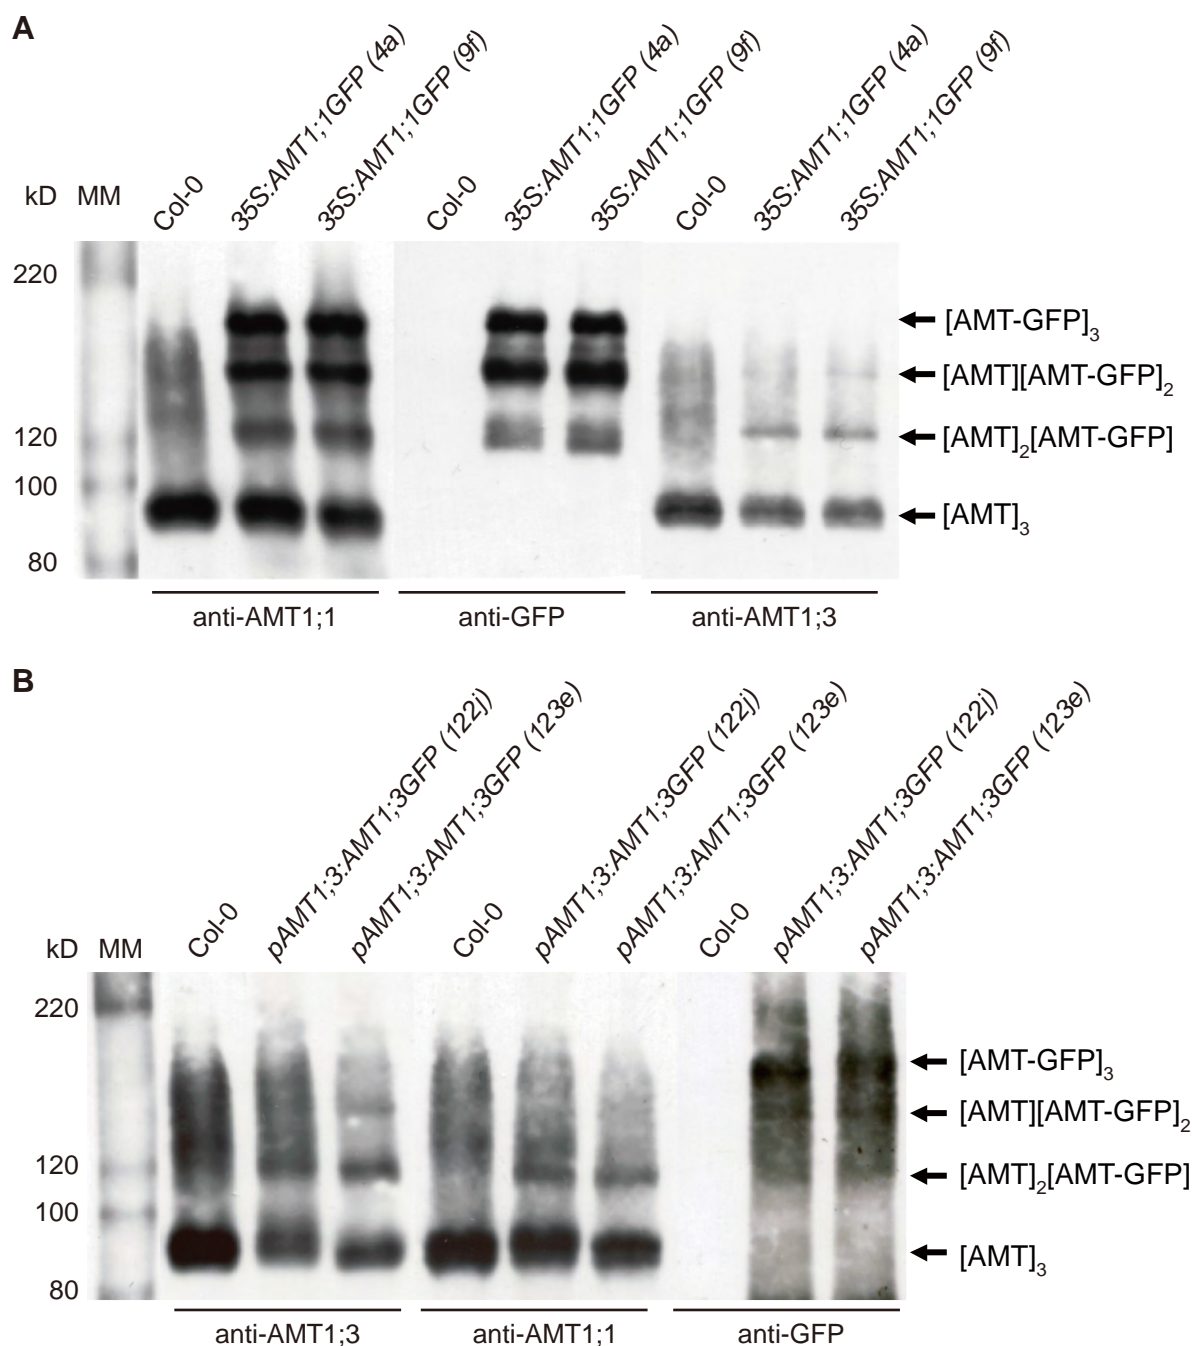 A
35S:AMT1;1GFP (4a)
35S:AMT1;1GFP (9f)
35S:AMT1;1GFP (4a)
35S:AMT1;1GFP (9f)
35S:AMT1;1GFP (4a)
35S:AMT1;1GFP (9f)
kD MM Col-0 Col-0 Col-0
220
[AMT-GFP]3
[AMT][AMT-GFP]2
120
[AMT]2[AMT-GFP]
100
[AMT]3
80
anti-AMT1;1 anti-GFP anti-AMT1;3
B
pAMT1;3:AMT1;3GFP (122j)
pAMT1;3:AMT1;3GFP (123e)
pAMT1;3:AMT1;3GFP (122j)
pAMT1;3:AMT1;3GFP (123e)
pAMT1;3:AMT1;3GFP (122j)
pAMT1;3:AMT1;3GFP (123e)
kD MM Col-0 Col-0 Col-0
220
[AMT-GFP]3
[AMT][AMT-GFP]2
120
[AMT]2[AMT-GFP]
100
[AMT]3
80
anti-AMT1;3 anti-AMT1;1 anti-GFP